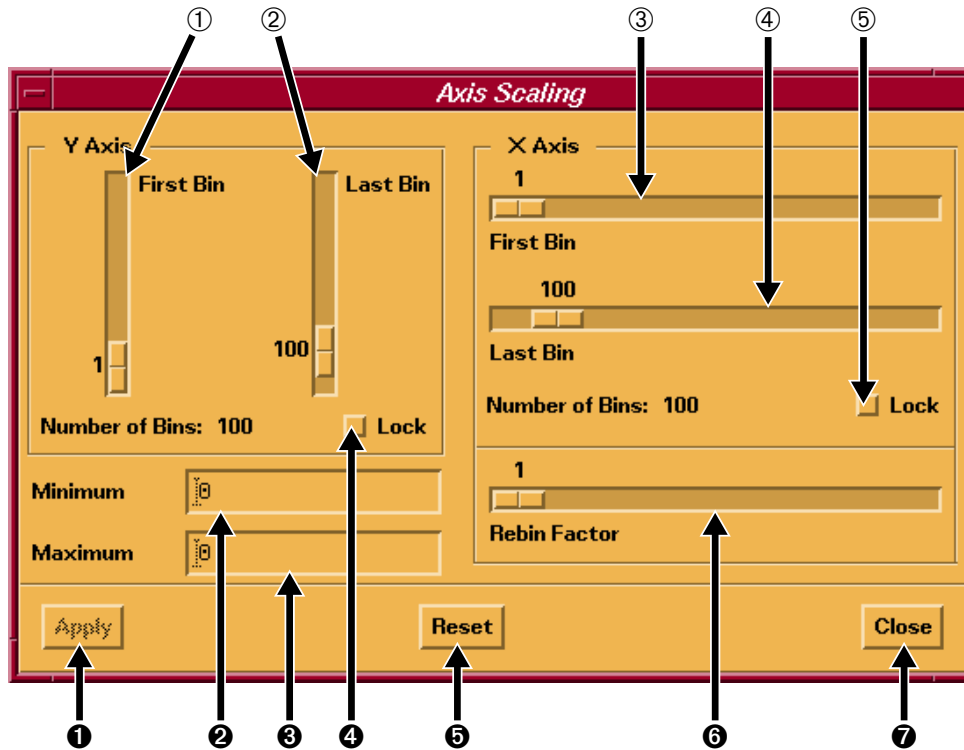 ① ② ③ ④ ⑤
Axis Scaling
Y Axis
First Bin
Last Bin
1
100
Number of Bins: 100
Lock
X Axis
1
First Bin
100
Last Bin
Number of Bins: 100
Lock
1
Rebin Factor
Minimum
0
Maximum
0
Apply
Reset
Close
❶ ❷ ❸ ❹ ❺ ❻ ❼